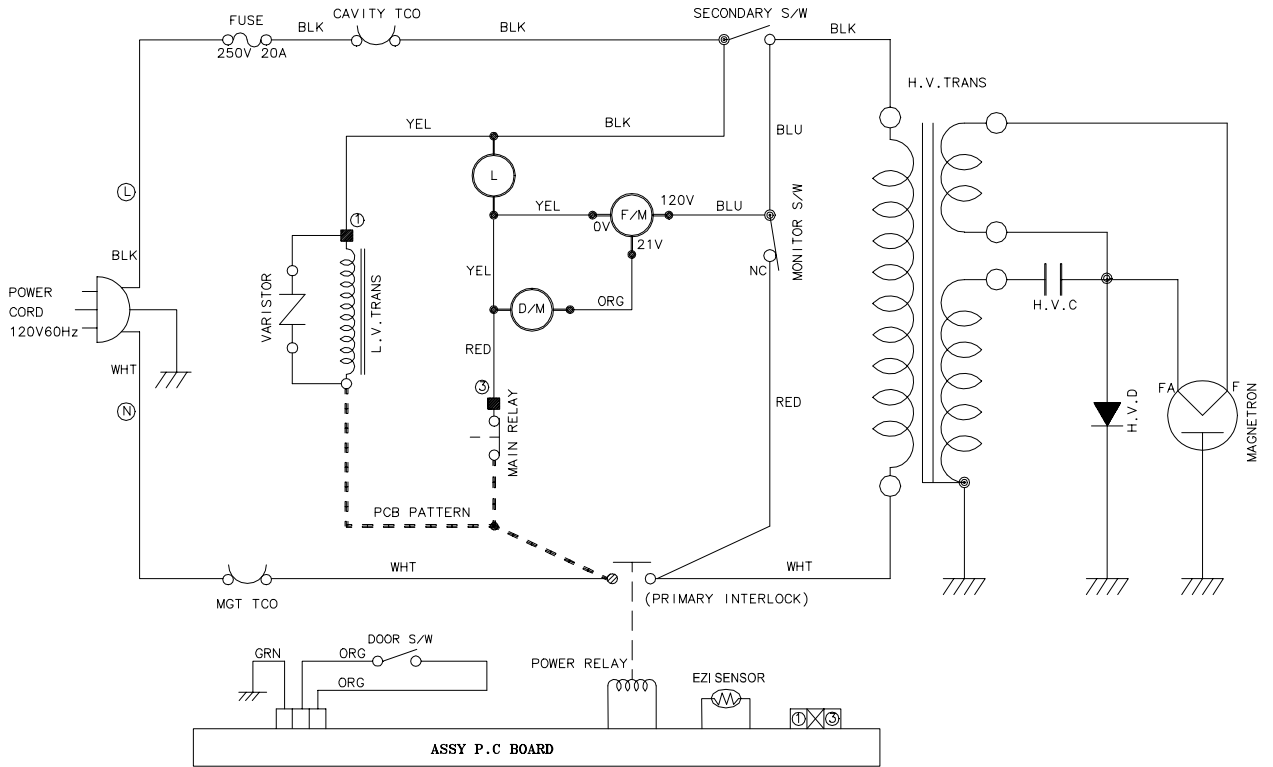 FUSE
CAVITY TCO
SECONDARY S/W
BLK
BLK
BLK
250V 20A
H.V.TRANS
YEL
BLK
BLU
L
L
YEL
F/M
120V
BLU
0V
21V
MONITOR S/W
1
BLK
YEL
NC
POWER
CORD
120V60Hz
VARISTOR
L.V.TRANS
D/M
ORG
H.V.C
WHT
RED
3
RED
FA
F
N
MAIN RELAY
H.V.D
MAGNETRON
PCB PATTERN
WHT
WHT
MGT TCO
(PRIMARY INTERLOCK)
DOOR S/W
GRN
ORG
POWER RELAY
ORG
EZI SENSOR
1
3
ASSY P.C BOARD